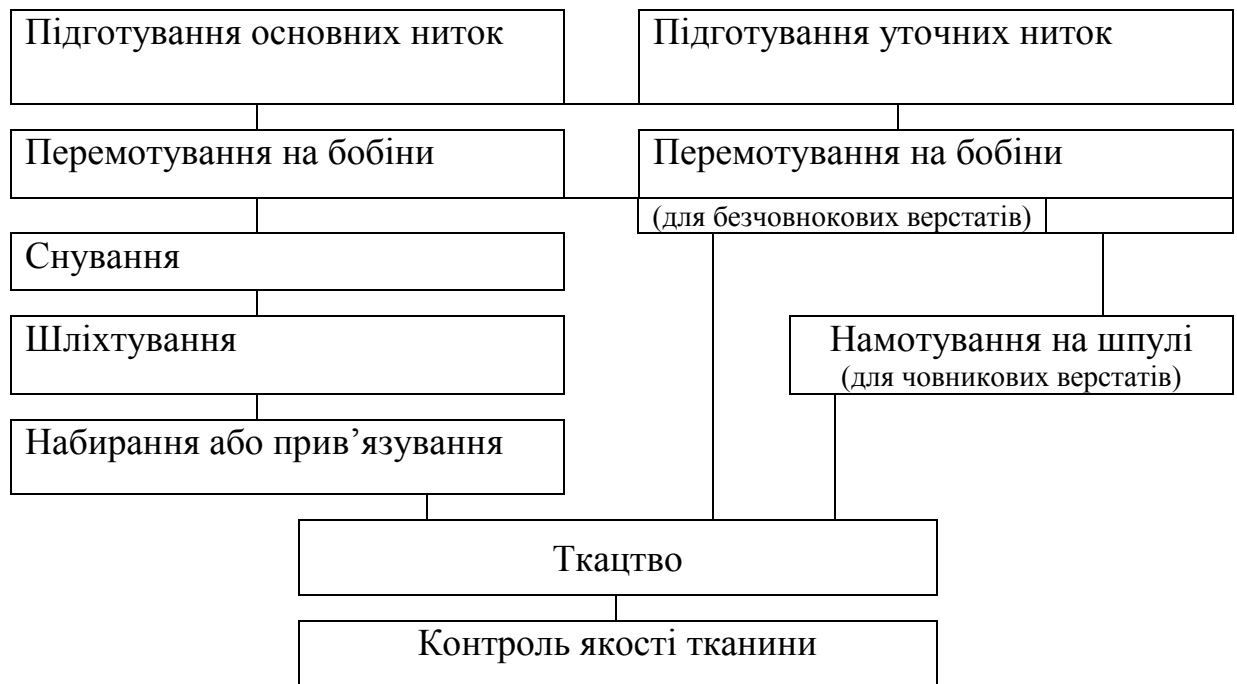 Підготування основних ниток
Підготування уточних ниток
Перемотування на бобіни
Перемотування на бобіни
(для безчовнокових верстатів)
Снування
Шліхтування
Намотування на шпулі
(для човникових верстатів)
Набирання або прив’язування
Ткацтво
Контроль якості тканини